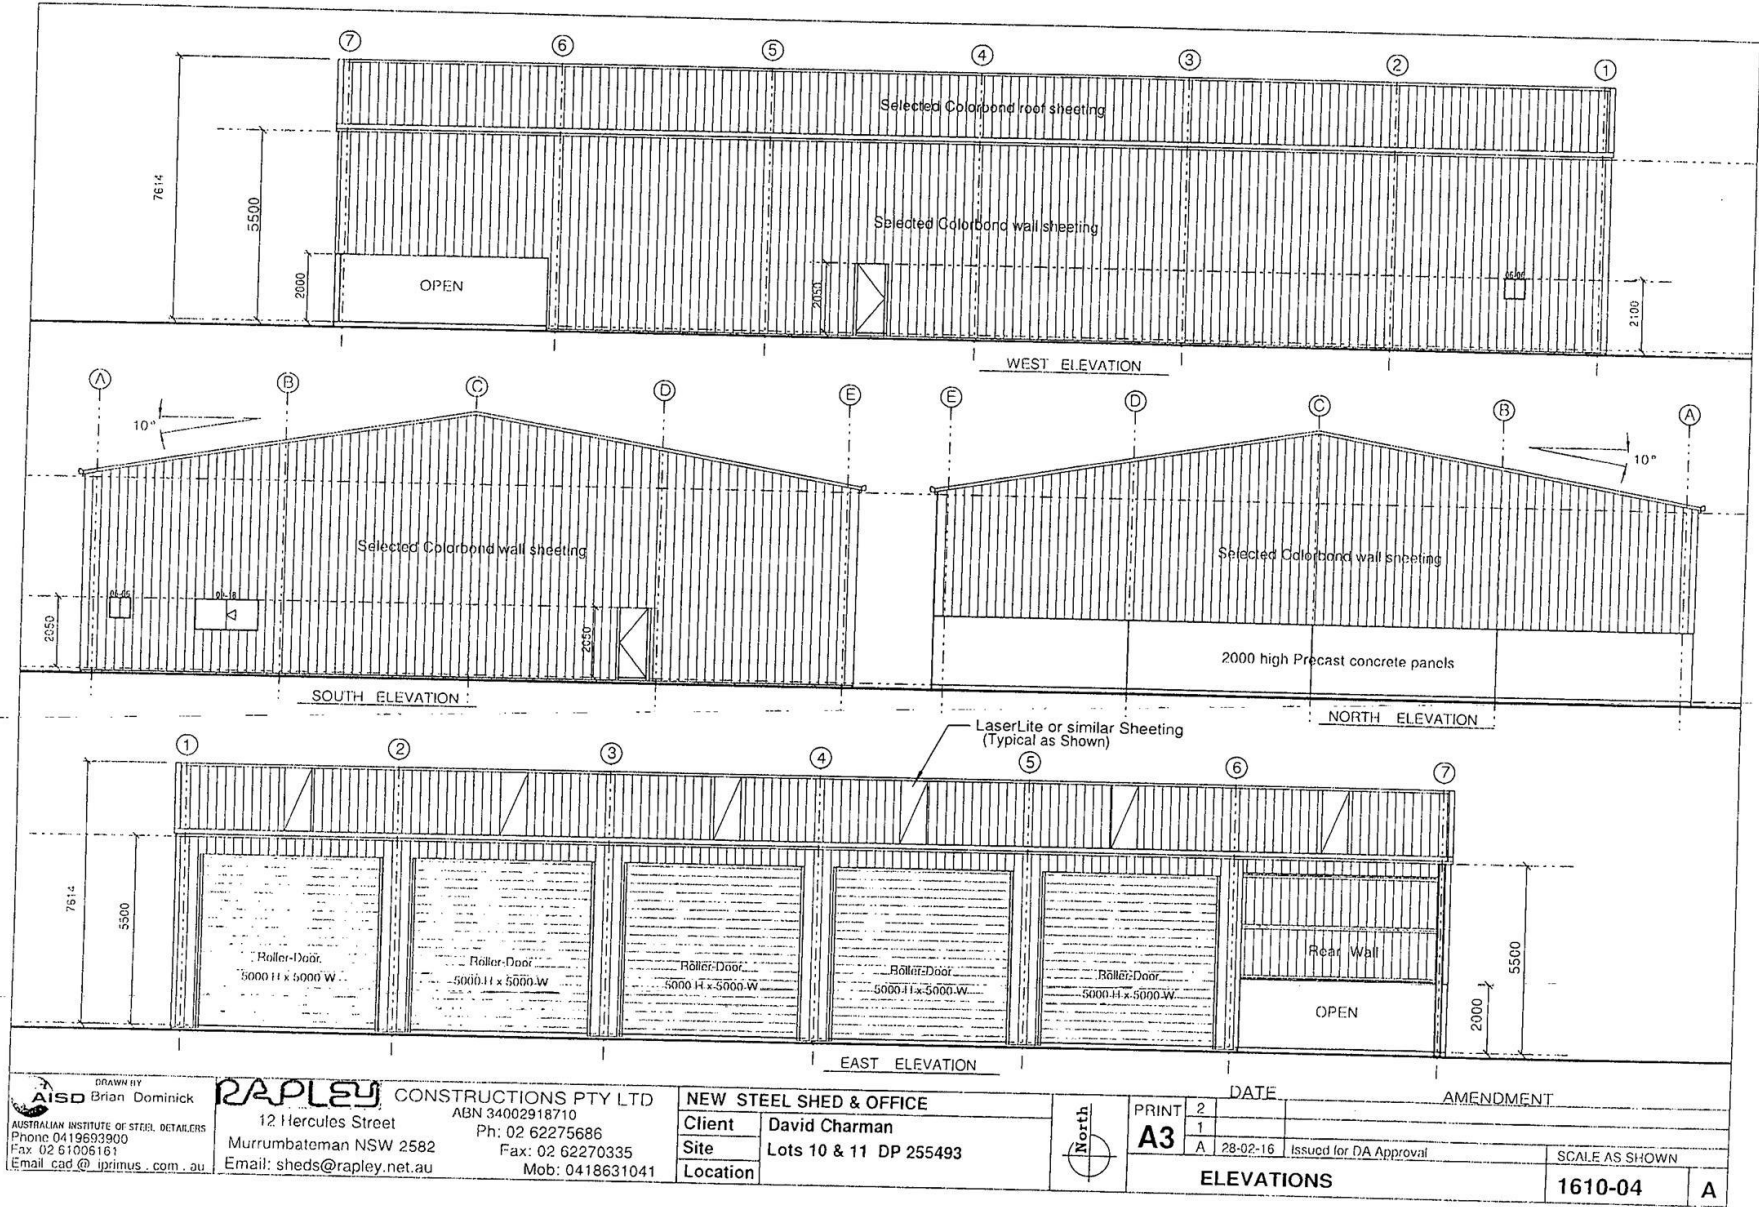 7 6 5 4 3 2 1
Selected Colorbond roof sheeting
7614
5500
Selected Colorbond wall sheeting
2000
OPEN
2050
06-06
2100
WEST ELEVATION
A B C D E
10°
Selected Colorbond wall sheeting
2050
06-06
2050
SOUTH ELEVATION
E D C B A
10°
Selected Colorbond wall sheeting
2000 high Precast concrete panels
NORTH ELEVATION
LaserLite or similar Sheeting
(Typical as Shown)
1 2 3 4 5 6 7
7614
5500
Roller-Door
5000 H x 5000 W
Roller-Door
5000 H x 5000 W
Roller-Door
5000 H x 5000 W
Roller-Door
5000 H x 5000 W
Roller-Door
5000 H x 5000 W
Rear Wall
OPEN
2000
5500
EAST ELEVATION
DRAWN BY
AISD Brian Dominick
AUSTRALIAN INSTITUTE OF STEEL DETAILERS
Phone 0419693900
Fax 02 61006161
Email cad @ iprimus . com . au
RAPLEY CONSTRUCTIONS PTY LTD
ABN 34002918710
12 Hercules Street
Ph: 02 62275686
Murrumbateman NSW 2582
Fax: 02 62270335
Email: sheds@rapley.net.au
Mob: 0418631041
NEW STEEL SHED & OFFICE
Client David Charman
Site Lots 10 & 11 DP 255493
Location
North
PRINT
A3
DATE AMENDMENT
2
1
A 28-02-16 Issued for DA Approval
SCALE AS SHOWN
ELEVATIONS
1610-04 A